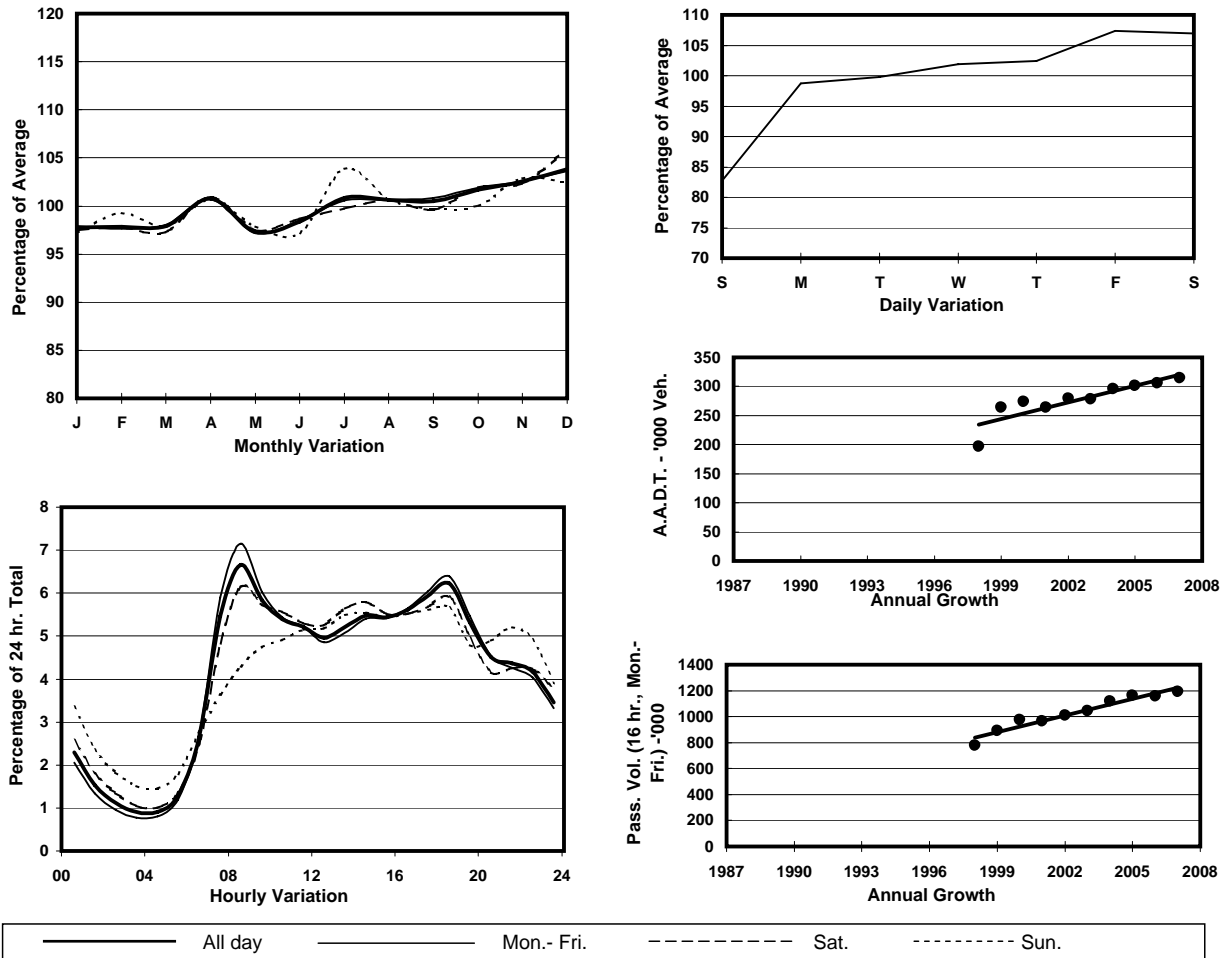 120
115
110
105
100
95
90
85
80
Percentage of Average
J F M A M J J A S O N D
Monthly Variation
110
105
100
95
90
85
80
75
70
Percentage of Average
S M T W T F S
Daily Variation
350
300
250
200
150
100
50
0
A.A.D.T. - '000 Veh.
1987 1990 1993 1996 1999 2002 2005 2008
Annual Growth
8
7
6
5
4
3
2
1
0
Percentage of 24 hr. Total
00 04 08 12 16 20 24
Hourly Variation
1400
1200
1000
800
600
400
200
0
Pass. Vol. (16 hr., Mon.-
Fri.) -'000
1987 1990 1993 1996 1999 2002 2005 2008
Annual Growth
All day Mon.- Fri. Sat. Sun.